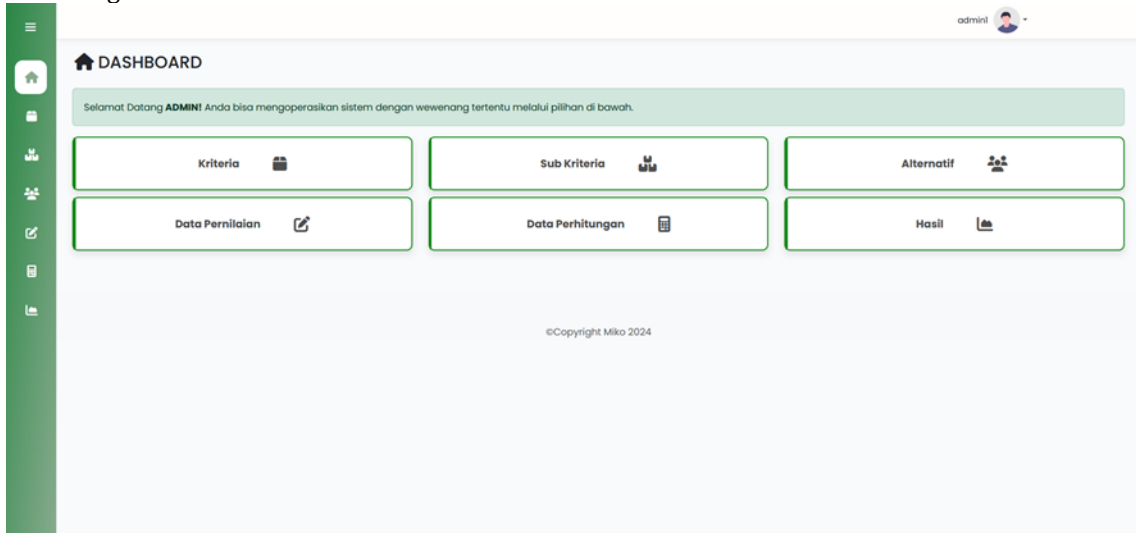 admin1
DASHBOARD
Selamat Datang ADMIN! Anda bisa mengoperasikan sistem dengan wewenang tertentu melalui pilihan di bawah.
Kriteria
Sub Kriteria
Alternatif
Data Pernilaian
Data Perhitungan
Hasil
©Copyright Miko 2024